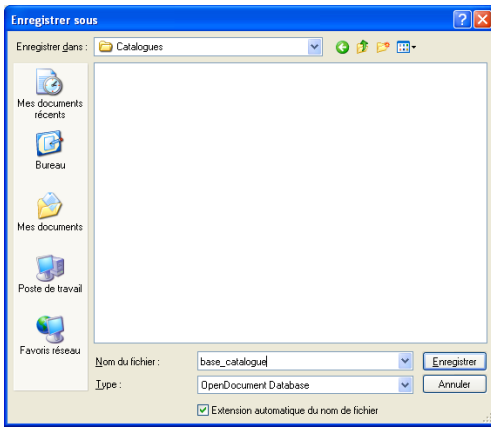 Enregistrer sous
Enregistrer dans :
Catalogues
Mes documents
récents
Bureau
Mes documents
Poste de travail
Favoris réseau
Nom du fichier :
base_catalogue
Enregistrer
Type :
OpenDocument Database
Annuler
Extension automatique du nom de fichier